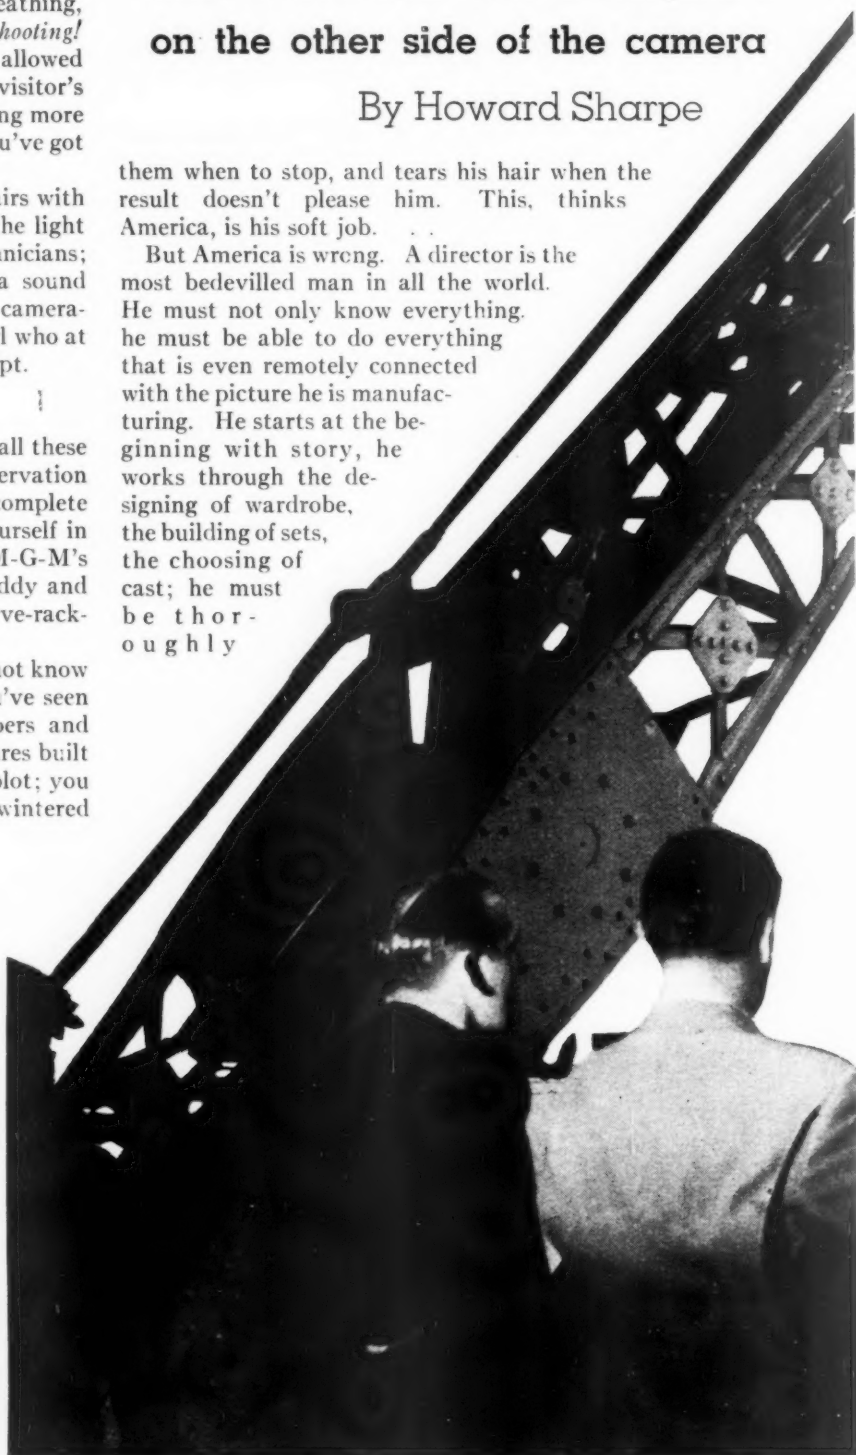 eathing,
hooting!
allowed
visitor's
ng more
u've got
irs with
he light
nnicians;
a sound
camera-
l who at
pt.
all these
ervation
complete
urself in
I-G-M's
ddy and
ve-rack-
not know
u've seen
pers and
res built
plot; you
wintered
on the other side of the camera
By Howard Sharpe
them when to stop, and tears his hair when the
result doesn't please him. This, thinks
America, is his soft job. . .
But America is wrong. A director is the
most bedevilled man in all the world.
He must not only know everything.
he must be able to do everything
that is even remotely connected
with the picture he is manufac-
turing. He starts at the be-
ginning with story, he
works through the de-
signing of wardrobe,
the building of sets,
the choosing of
cast; he must
be thor-
oughly